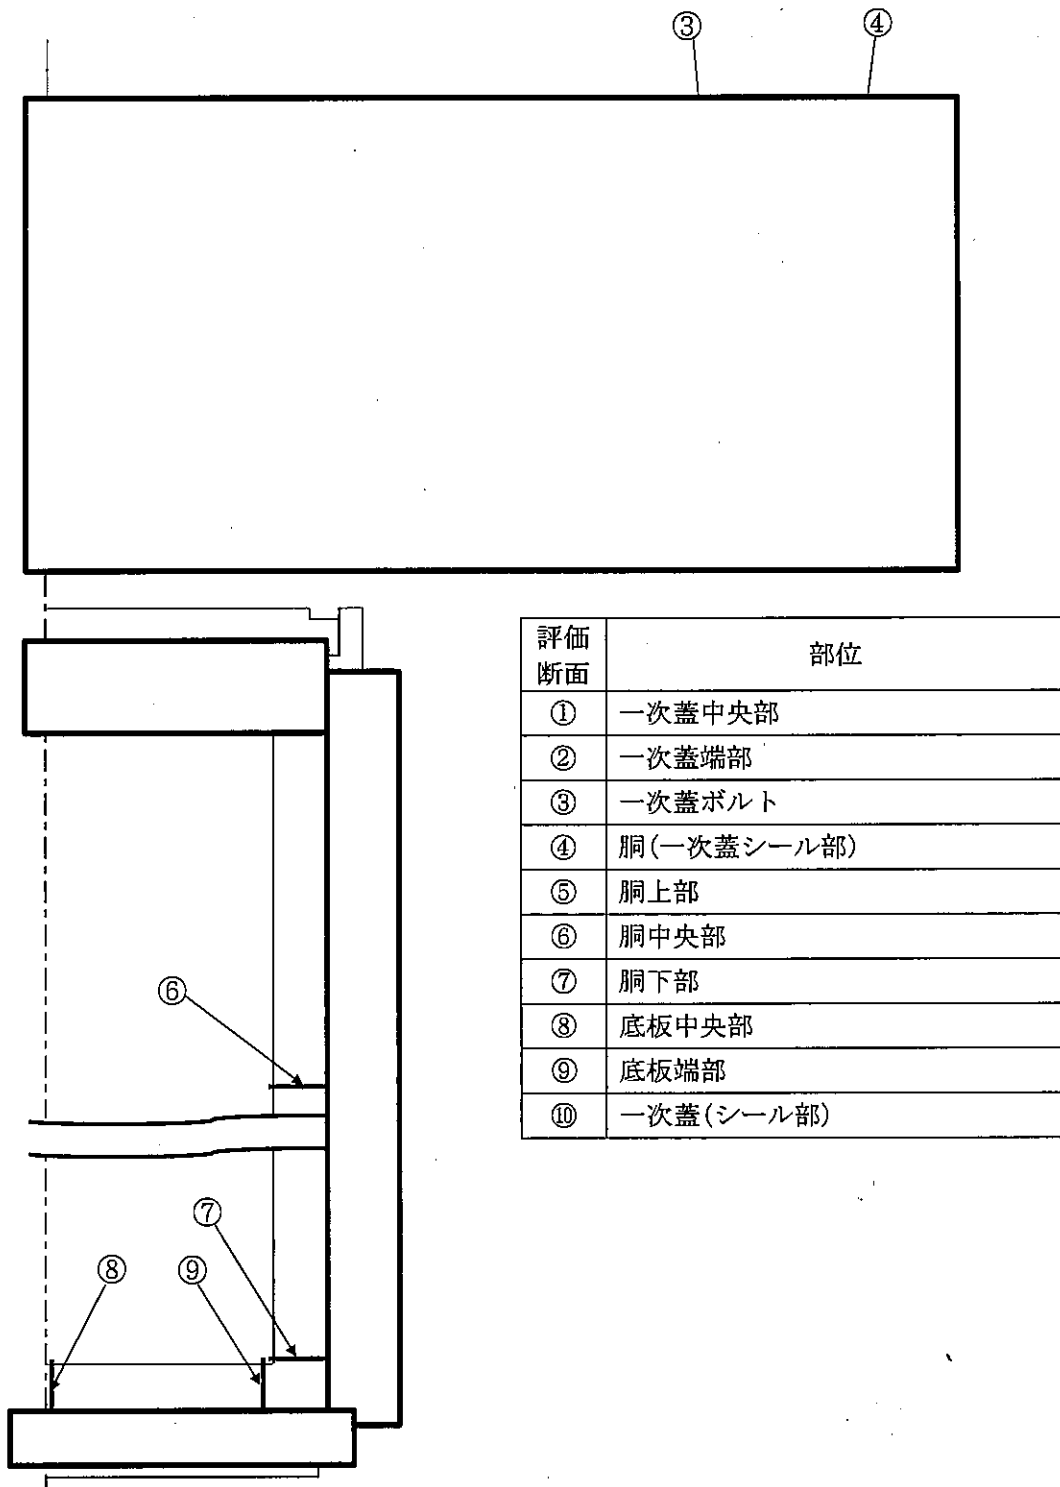 ③ ④
評価断面 部位
① 一次蓋中央部
② 一次蓋端部
③ 一次蓋ボルト
④ 胴(一次蓋シール部)
⑤ 胴上部
⑥ 胴中央部
⑦ 胴下部
⑧ 底板中央部
⑨ 底板端部
⑩ 一次蓋(シール部)
⑥
⑦
⑧ ⑨